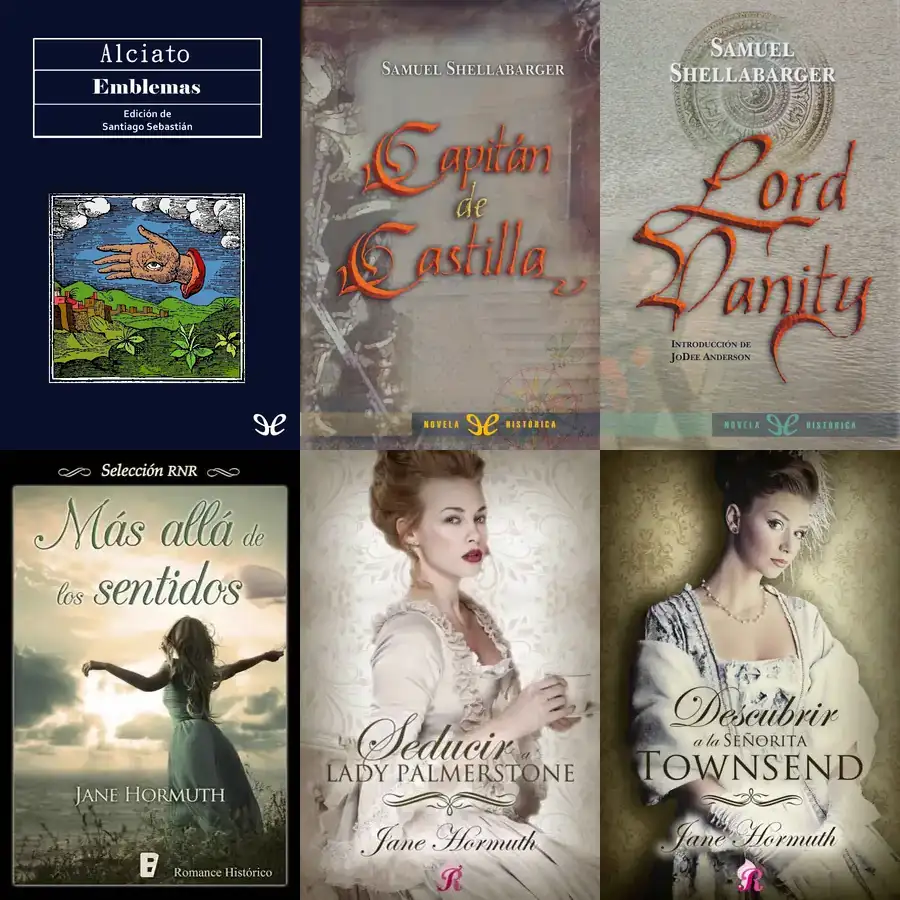 Alciato
Emblemas
Edición de
Santiago Sebastián
SAMUEL SHELLABARGER
Capitán
de
Castilla
NOVELA HISTÓRICA
SAMUEL
SHELLABARGER
Lord
Vanity
INTRODUCCIÓN DE
JODEE ANDERSON
NOVELA HISTÓRICA
Selección RNR
Más allá de
los sentidos
JANE HORMUTH
B
Romance Histórico
Seducir a
LADY PALMERSTONE
Jane Hormuth
R
Descubrir
a la SEÑORITA
TOWNSEND
Jane Hormuth
R